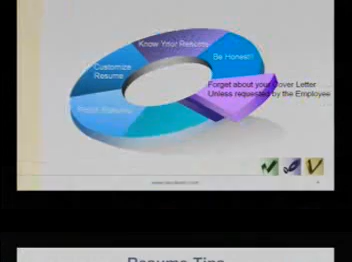 Know Your Resume
Be Honest!
Customize
Resume
Forget about your Cover Letter
Unless requested by the Employee
Resume Tips